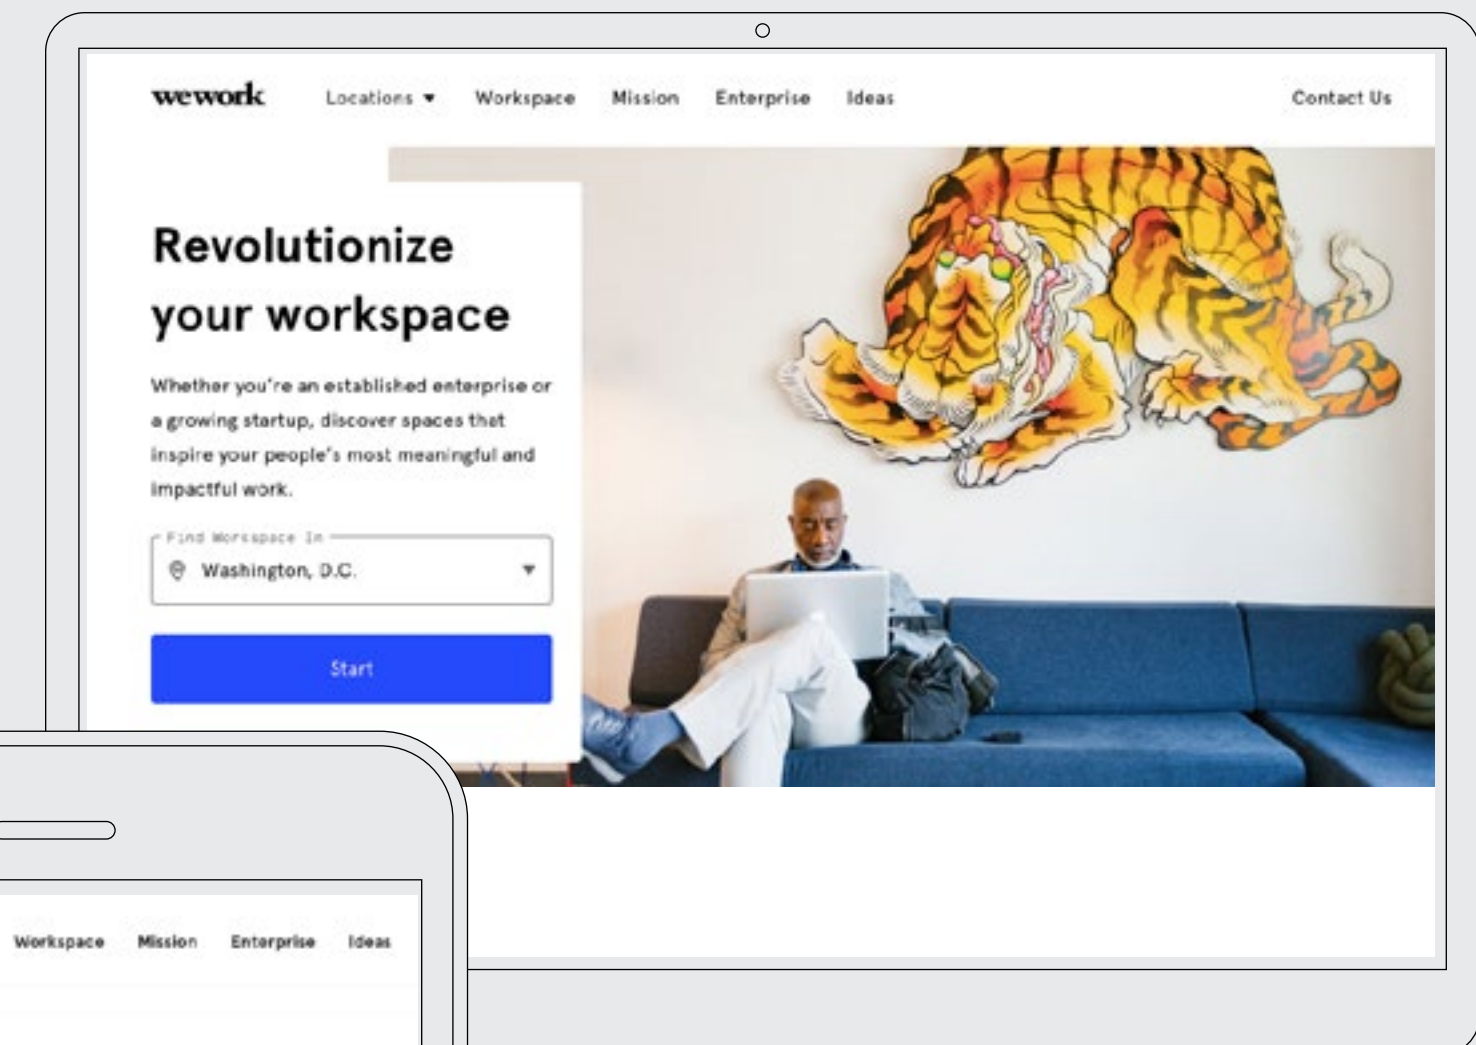 wework Locations Workspace Mission Enterprise Ideas Contact Us
Revolutionize
your workspace
Whether you're an established enterprise or
a growing startup, discover spaces that
inspire your people's most meaningful and
impactful work.
Find Workspace In
Washington, D.C.
Start
Workspace Mission Enterprise Ideas